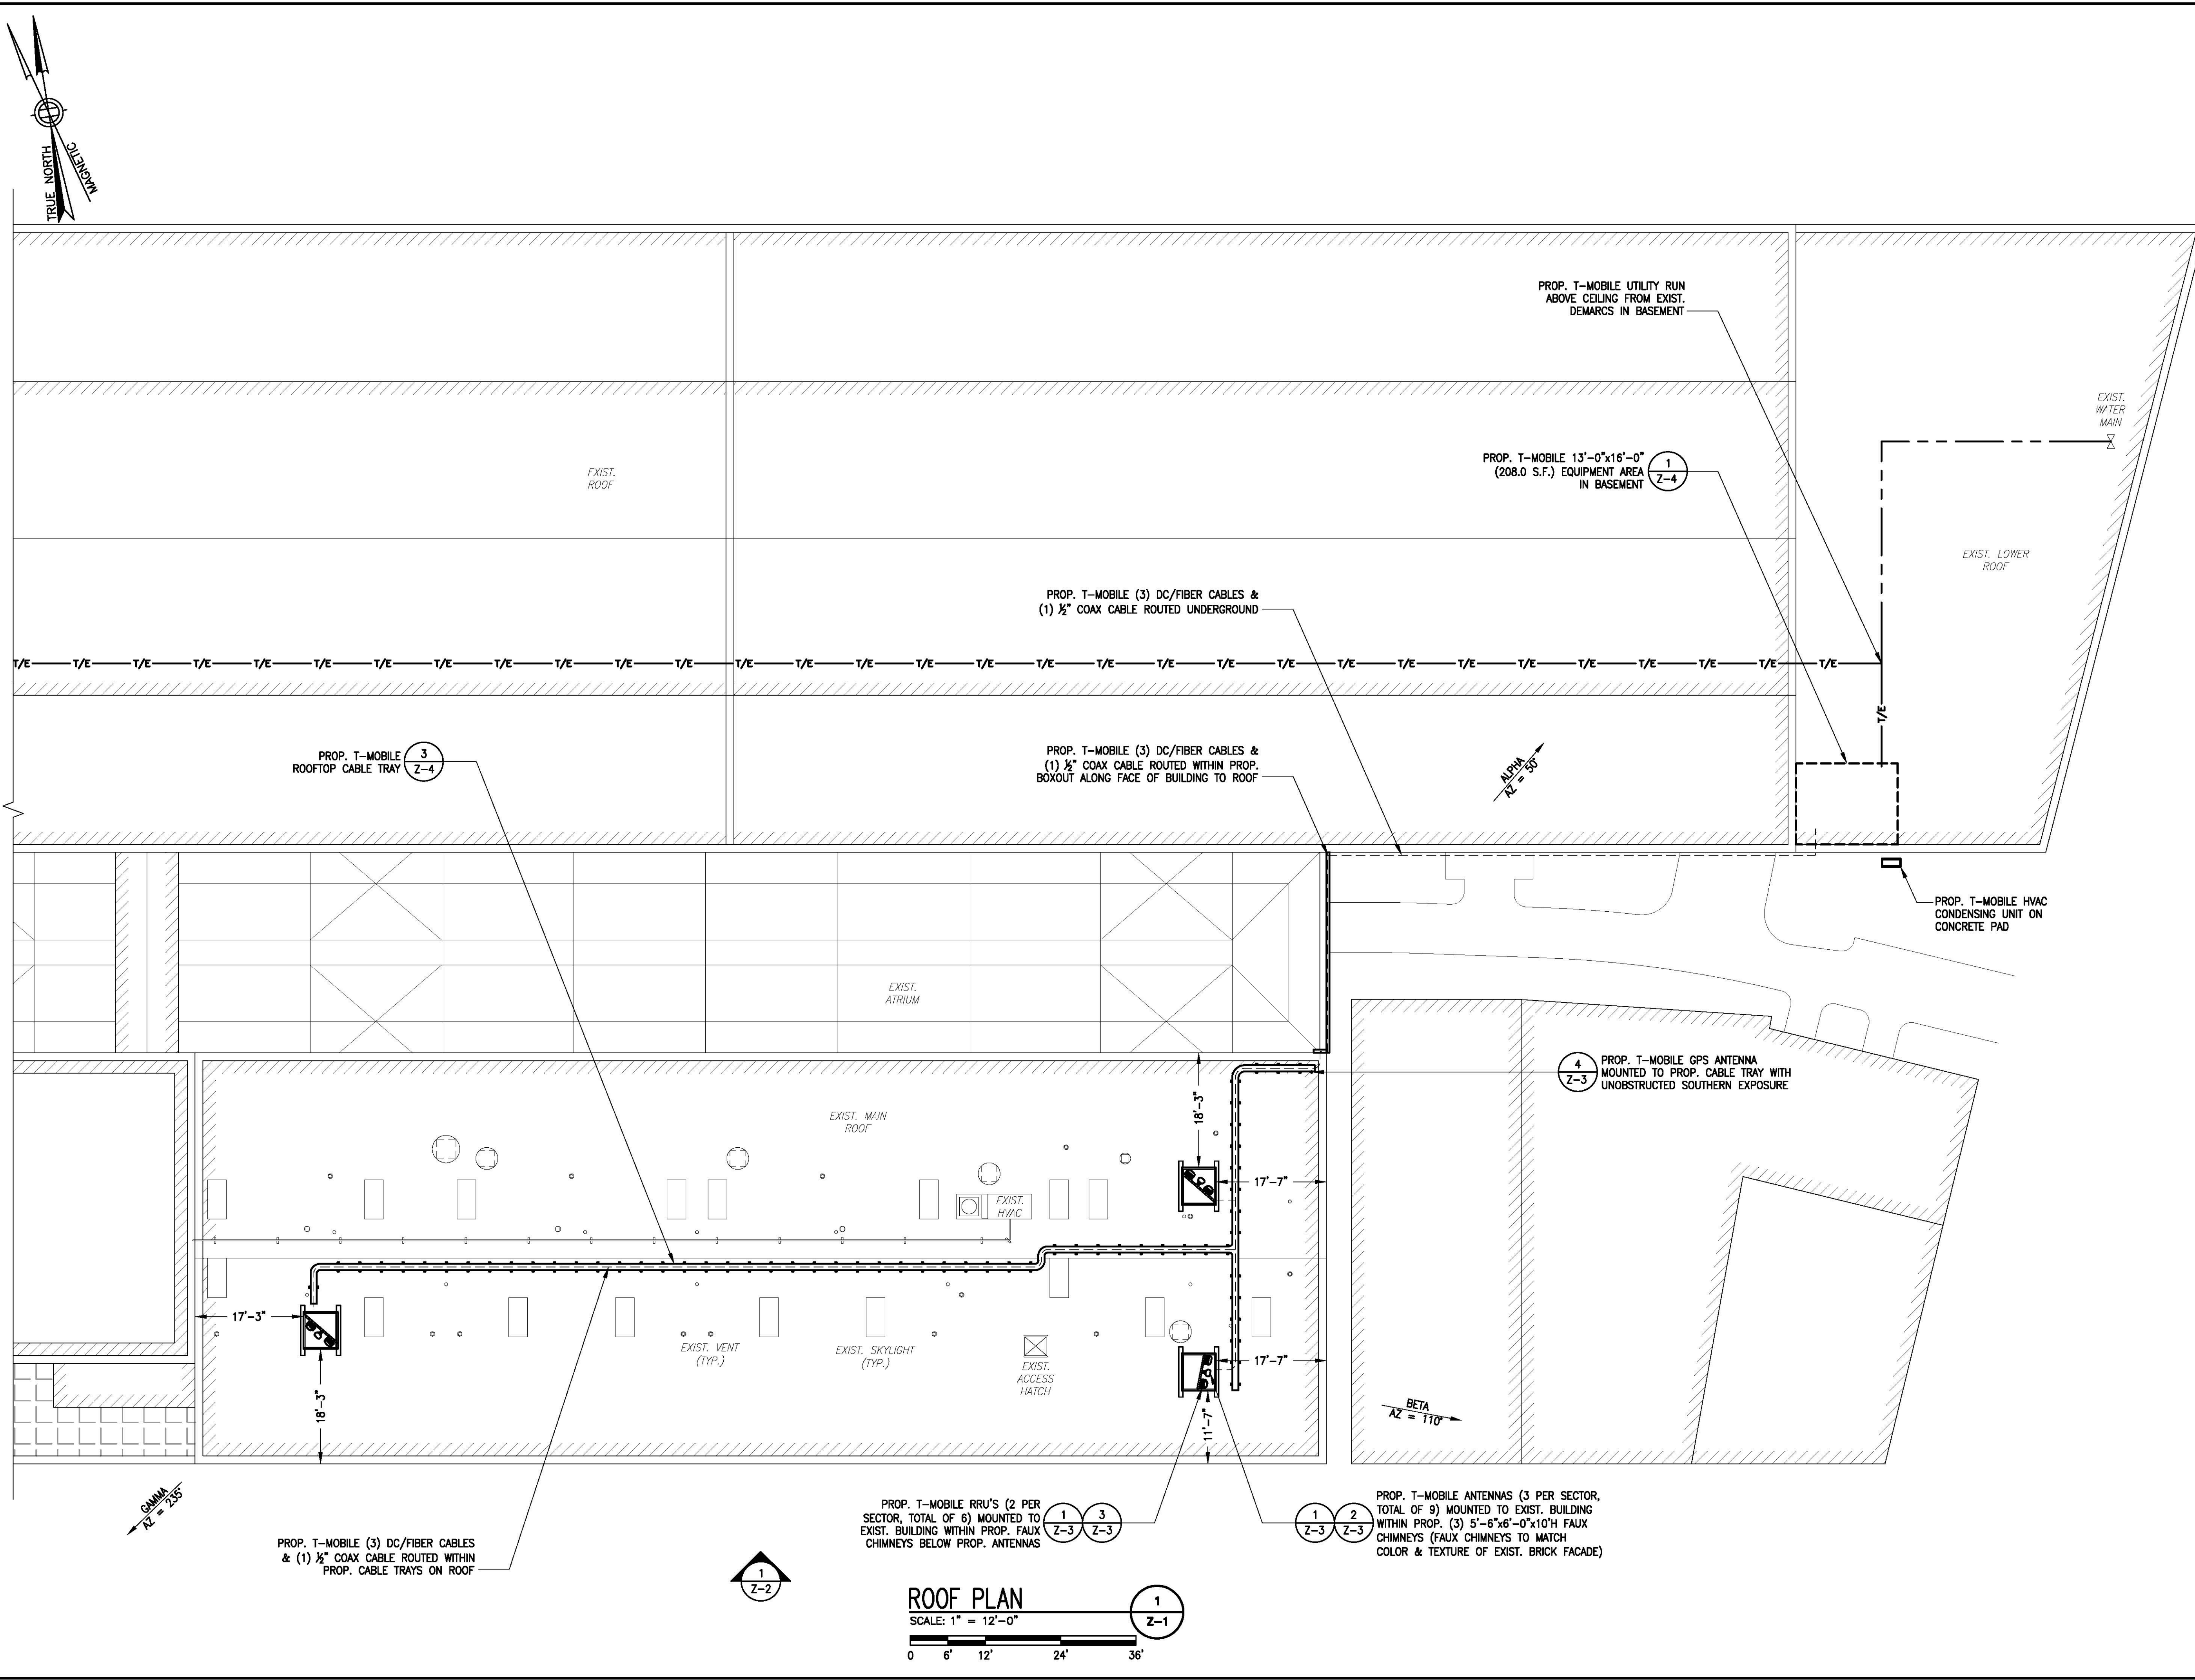 TRUE NORTH
MAGNETIC
PROP. T-MOBILE UTILITY RUN
ABOVE CEILING FROM EXIST.
DEMARCS IN BASEMENT
EXIST.
WATER
MAIN
EXIST.
ROOF
PROP. T-MOBILE 13'-0"x16'-0"
(208.0 S.F.) EQUIPMENT AREA
IN BASEMENT
1
Z-4
EXIST. LOWER
ROOF
PROP. T-MOBILE (3) DC/FIBER CABLES &
(1) ½" COAX CABLE ROUTED UNDERGROUND
T/E T/E T/E T/E T/E T/E T/E T/E T/E T/E T/E T/E T/E T/E T/E T/E T/E T/E T/E T/E T/E T/E T/E T/E T/E T/E T/E T/E T/E T/E T/E
T/E
PROP. T-MOBILE
ROOFTOP CABLE TRAY
3
Z-4
PROP. T-MOBILE (3) DC/FIBER CABLES &
(1) ½" COAX CABLE ROUTED WITHIN PROP.
BOXOUT ALONG FACE OF BUILDING TO ROOF
ALPHA
AZ = 50°
PROP. T-MOBILE HVAC
CONDENSING UNIT ON
CONCRETE PAD
EXIST.
ATRIUM
4
Z-3
PROP. T-MOBILE GPS ANTENNA
MOUNTED TO PROP. CABLE TRAY WITH
UNOBSTRUCTED SOUTHERN EXPOSURE
18'-3"
EXIST. MAIN
ROOF
17'-7"
EXIST.
HVAC
17'-3"
EXIST. VENT
(TYP.)
EXIST. SKYLIGHT
(TYP.)
EXIST.
ACCESS
HATCH
17'-7"
18'-3"
11'-7"
BETA
AZ = 110°
GAMMA
AZ = 235°
PROP. T-MOBILE (3) DC/FIBER CABLES
& (1) ½" COAX CABLE ROUTED WITHIN
PROP. CABLE TRAYS ON ROOF
PROP. T-MOBILE RRU'S (2 PER
SECTOR, TOTAL OF 6) MOUNTED TO
EXIST. BUILDING WITHIN PROP. FAUX
CHIMNEYS BELOW PROP. ANTENNAS
1
Z-3
3
Z-3
1
Z-3
2
Z-3
PROP. T-MOBILE ANTENNAS (3 PER SECTOR,
TOTAL OF 9) MOUNTED TO EXIST. BUILDING
WITHIN PROP. (3) 5'-6"x6'-0"x10'H FAUX
CHIMNEYS (FAUX CHIMNEYS TO MATCH
COLOR & TEXTURE OF EXIST. BRICK FACADE)
1
Z-2
ROOF PLAN
SCALE: 1" = 12'-0"
1
Z-1
0 6' 12' 24' 36'